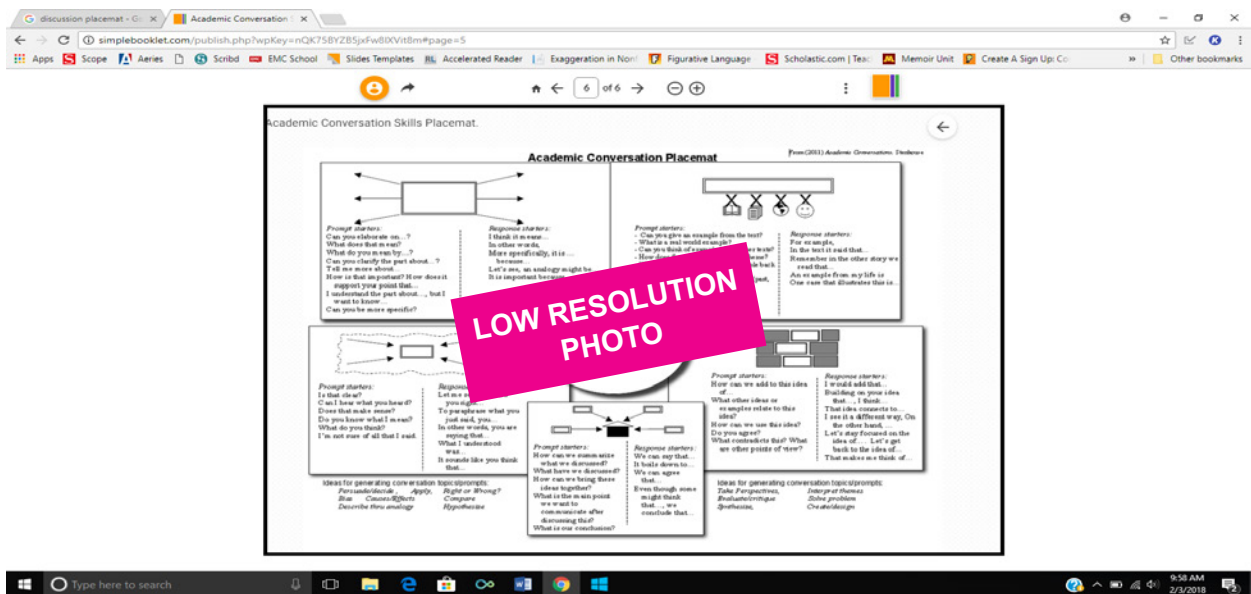 discussion placemat - Go
Academic Conversation S
simplebooklet.com/publish.php?wpKey=nQK75BYZB5jxFw8IXVit8m#page=5
Apps Scope Aeries Scribd EMC School Slides Templates Accelerated Reader Exaggeration in Nonf Figurative Language Scholastic.com | Teac Memoir Unit Create A Sign Up: Co » Other bookmarks
6 of 6
Academic Conversation Skills Placemat.
Academic Conversation Placemat
From (2011) Academic Conversations. Stenhouse
Prompt starters:
Can you elaborate on...?
What does that mean?
What do you mean by...?
Can you clarify the part about...?
Tell me more about...
How is that important? How does it
support your point that...
I understand the part about..., but I
want to know...
Can you be more specific?
Response starters:
I think it means...
In other words,
More specifically, it is...
because...
Let's see, an analogy might be
It is important because
Prompt starters:
- Can you give an example from the text?
- What is a real world example?
- Can you think of
texts?
- How does
back
past,
Response starters:
For example,
In the text it said that...
Remember in the other story we
read that...
An example from my life is
One case that illustrates this is...
LOW RESOLUTION
PHOTO
Prompt starters:
Is that clear?
Can I hear what you heard?
Does that make sense?
Do you know what I mean?
What do you think?
I'm not sure of all that I said.
Let me
you right
To paraphrase what you
just said, you...
In other words, you are
saying that...
What I understood
was...
It sounds like you think
that...
Prompt starters:
How can we summarize
what we discussed?
What have we discussed?
How can we bring these
ideas together?
What is the main point
we want to
communicate after
discussing this?
What is our conclusion?
Response starters:
We can say that...
It boils down to...
We can agree
that...
Even though some
might think
that..., we
conclude that...
Prompt starters:
How can we add to this idea
of...
What other ideas or
examples relate to this
idea?
How can we use this idea?
Do you agree?
What contradicts this? What
are other points of view?
Response starters:
I would add that...
Building on your idea
that..., I think...
That idea connects to...
I see it a different way, On
the other hand, ...
Let's stay focused on the
idea of.... Let's get
back to the idea of...
That makes me think of...
Ideas for generating conversation topics/prompts:
Persuade/decide, Apply, Right or Wrong?
Bias Causes/Effects Compare
Describe thru analogy Hypothesize
Ideas for generating conversation topics/prompts:
Take Perspectives, Interpret themes
Evaluate/critique Solve problem
Synthesize, Create/design
Type here to search
9:58 AM
2/3/2018